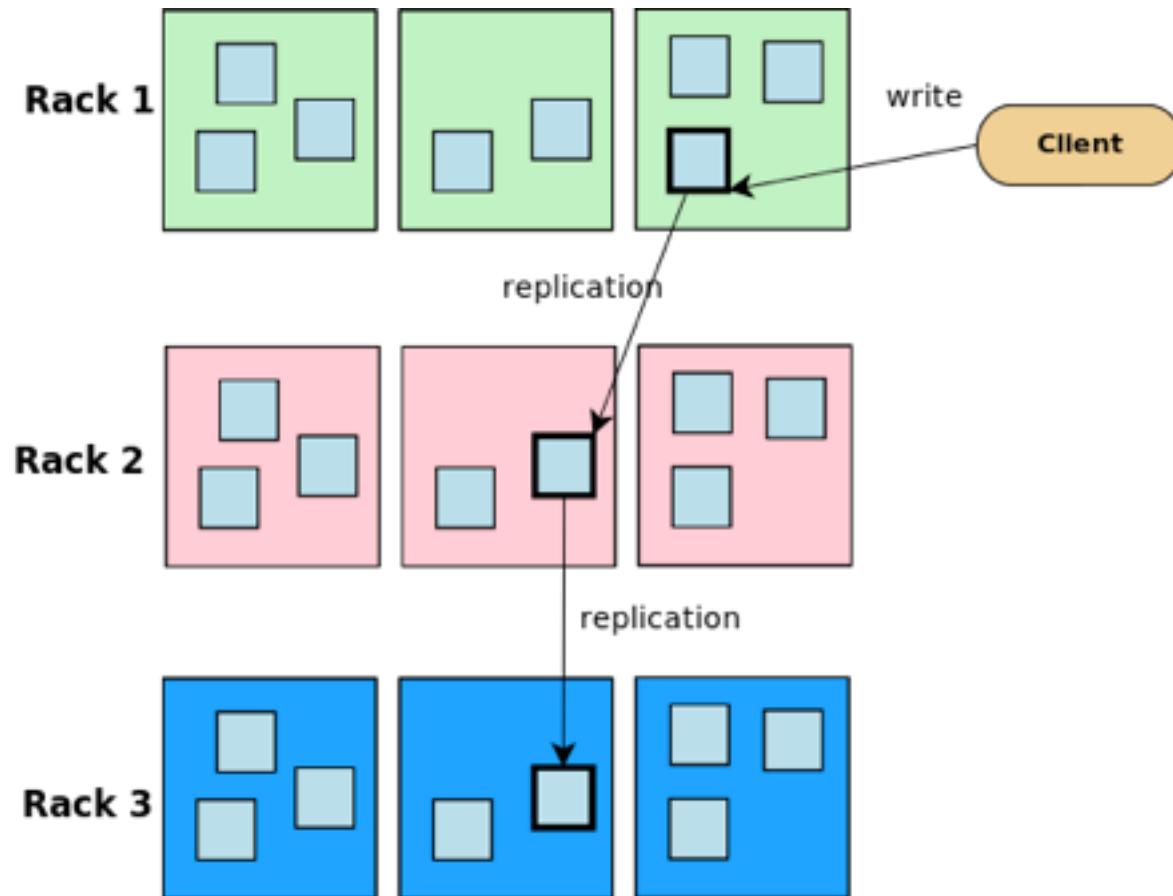 Rack 1
write
Client
replication
Rack 2
replication
Rack 3